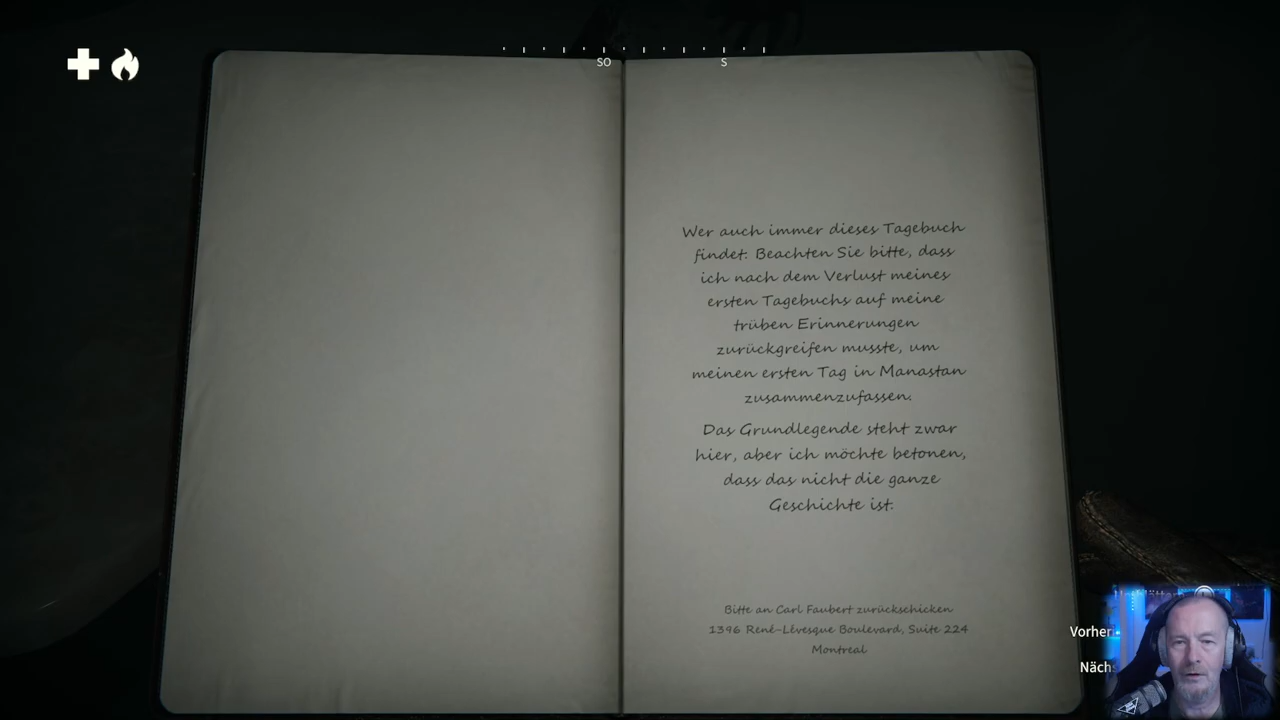 SO
S
Wer auch immer dieses Tagebuch
findet: Beachten Sie bitte, dass
ich nach dem Verlust meines
ersten Tagebuchs auf meine
trüben Erinnerungen
zurückgreifen musste, um
meinen ersten Tag in Manastan
zusammenzufassen.
Das Grundlegende steht zwar
hier, aber ich möchte betonen,
dass das nicht die ganze
Geschichte ist.
Bitte an Carl Faubert zurückschicken
1396 René-Lévesque Boulevard, Suite 224
Montreal
Vorher
Näch